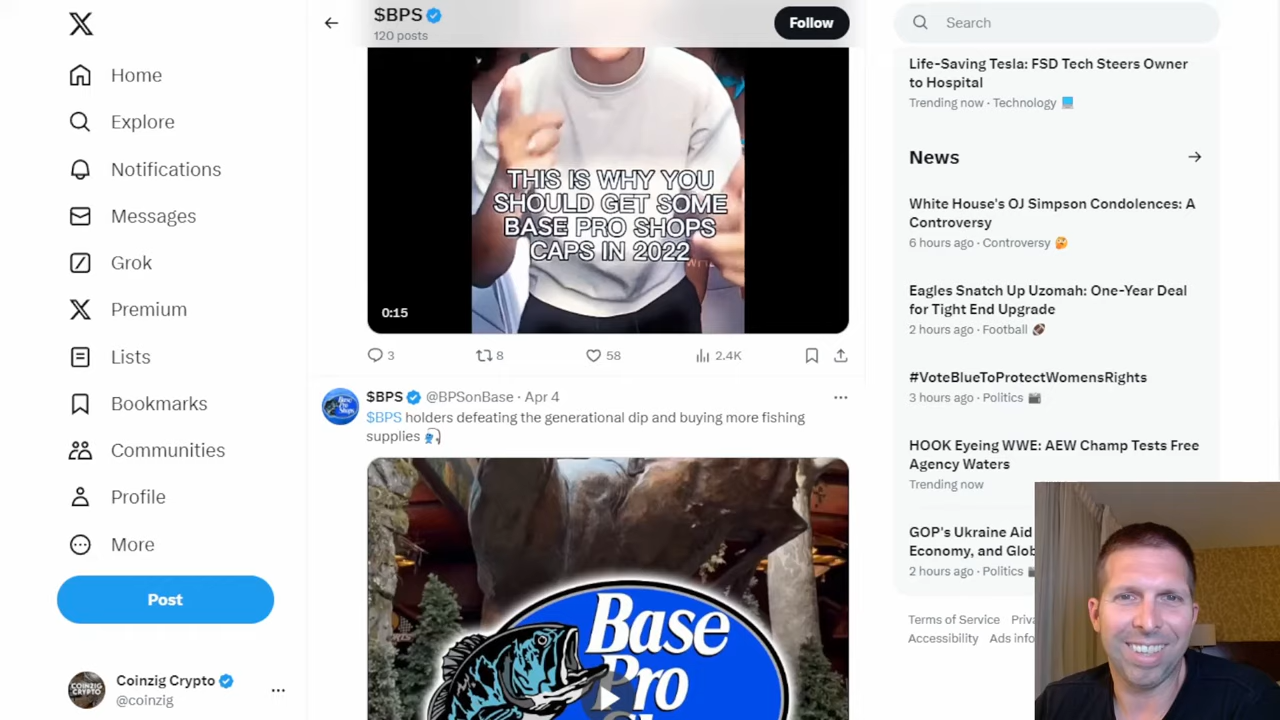 Home
Explore
Notifications
Messages
Grok
Premium
Lists
Bookmarks
Communities
Profile
More
Post
Coinzig Crypto
@coinzig
$BPS
120 posts
Follow
THIS IS WHY YOU
SHOULD GET SOME
BASE PRO SHOPS
CAPS IN 2022
0:15
3
8
58
2.4K
$BPS @BPSonBase · Apr 4
$BPS holders defeating the generational dip and buying more fishing
supplies
Base
Pro
Search
Life-Saving Tesla: FSD Tech Steers Owner
to Hospital
Trending now · Technology
News
White House's OJ Simpson Condolences: A
Controversy
6 hours ago · Controversy
Eagles Snatch Up Uzomah: One-Year Deal
for Tight End Upgrade
2 hours ago · Football
#VoteBlueToProtectWomensRights
3 hours ago · Politics
HOOK Eyeing WWE: AEW Champ Tests Free
Agency Waters
Trending now
GOP's Ukraine Aid
Economy, and
2 hours ago · Politics
Terms of Service
Accessibility Ads